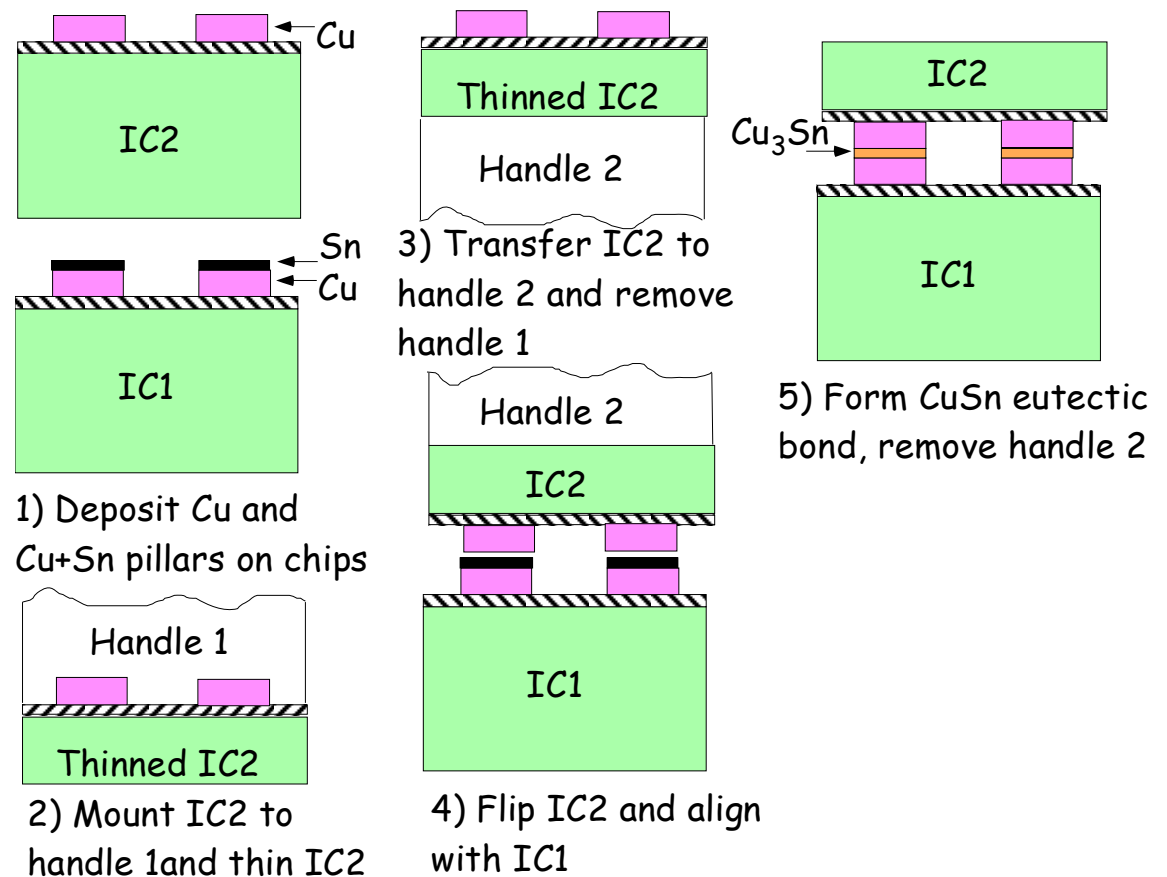 Cu
IC2
Sn
Cu
IC1
1) Deposit Cu and
Cu+Sn pillars on chips
Handle 1
Thinned IC2
2) Mount IC2 to
handle 1and thin IC2
Thinned IC2
Handle 2
3) Transfer IC2 to
handle 2 and remove
handle 1
Handle 2
IC2
IC1
4) Flip IC2 and align
with IC1
IC2
Cu₃Sn
IC1
5) Form CuSn eutectic
bond, remove handle 2